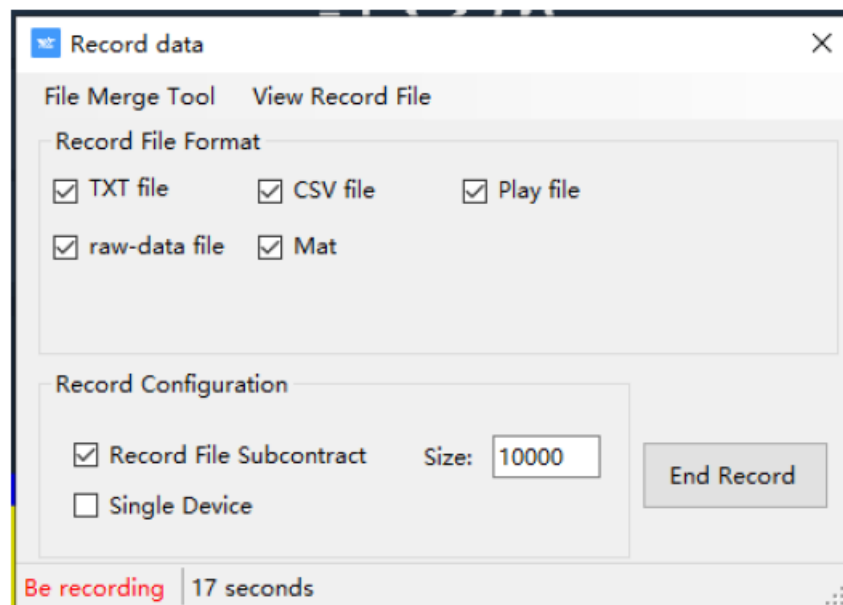 Record data
File Merge Tool View Record File
Record File Format
TXT file CSV file Play file
raw-data file Mat
Record Configuration
Record File Subcontract Size: 10000
End Record
Single Device
Be recording 17 seconds